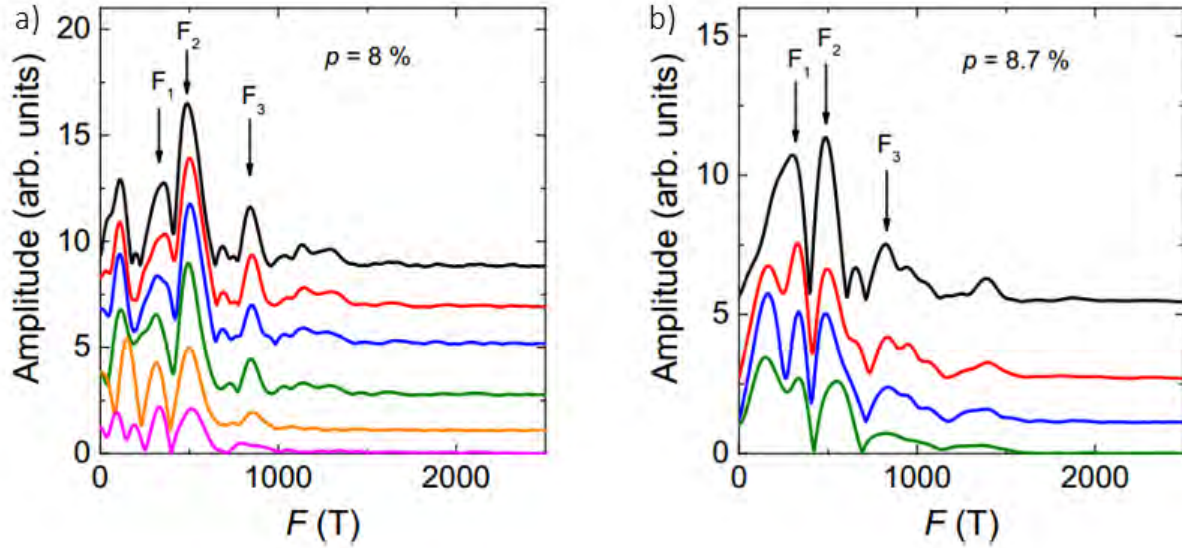 a)
Amplitude (arb. units)
20
15
10
5
0
F₁
F₂
F₃
p = 8 %
0
1000
2000
F (T)
b)
Amplitude (arb. units)
15
10
5
0
F₁
F₂
F₃
p = 8.7 %
0
1000
2000
F (T)